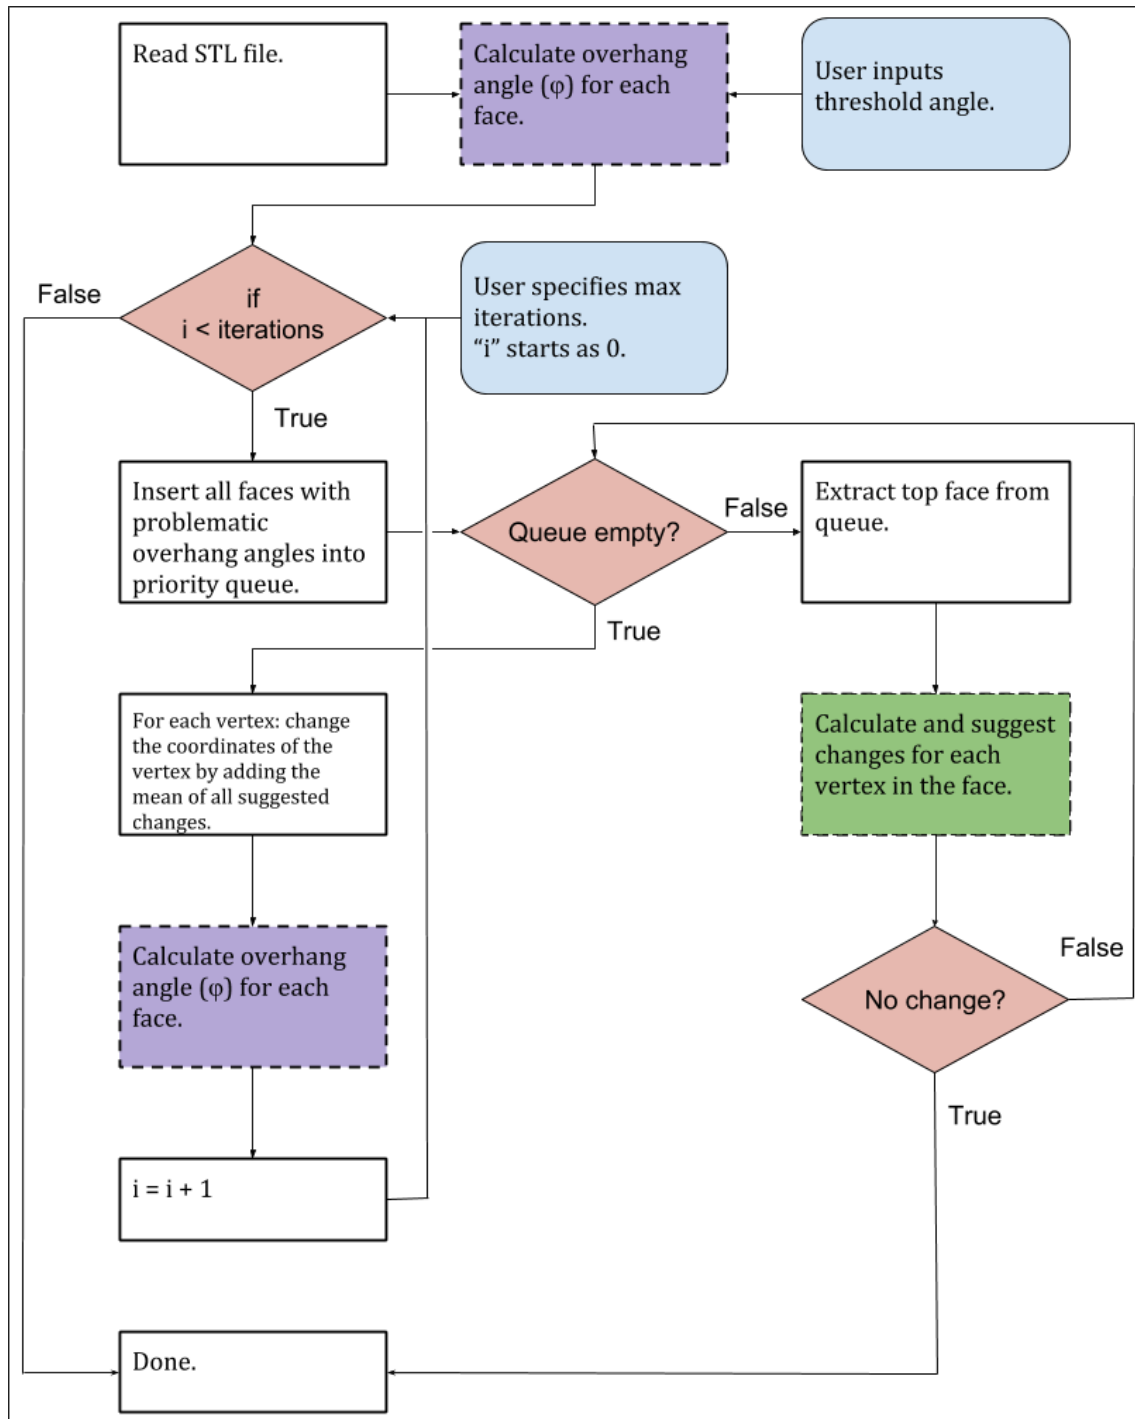 Read STL file.
Calculate overhang
angle (φ) for each
face.
User inputs
threshold angle.
False
if
i < iterations
User specifies max
iterations.
“i” starts as 0.
True
Insert all faces with
problematic
overhang angles into
priority queue.
Queue empty?
False
Extract top face from
queue.
True
For each vertex: change
the coordinates of the
vertex by adding the
mean of all suggested
changes.
Calculate and suggest
changes for each
vertex in the face.
Calculate overhang
angle (φ) for each
face.
False
No change?
True
i = i + 1
Done.